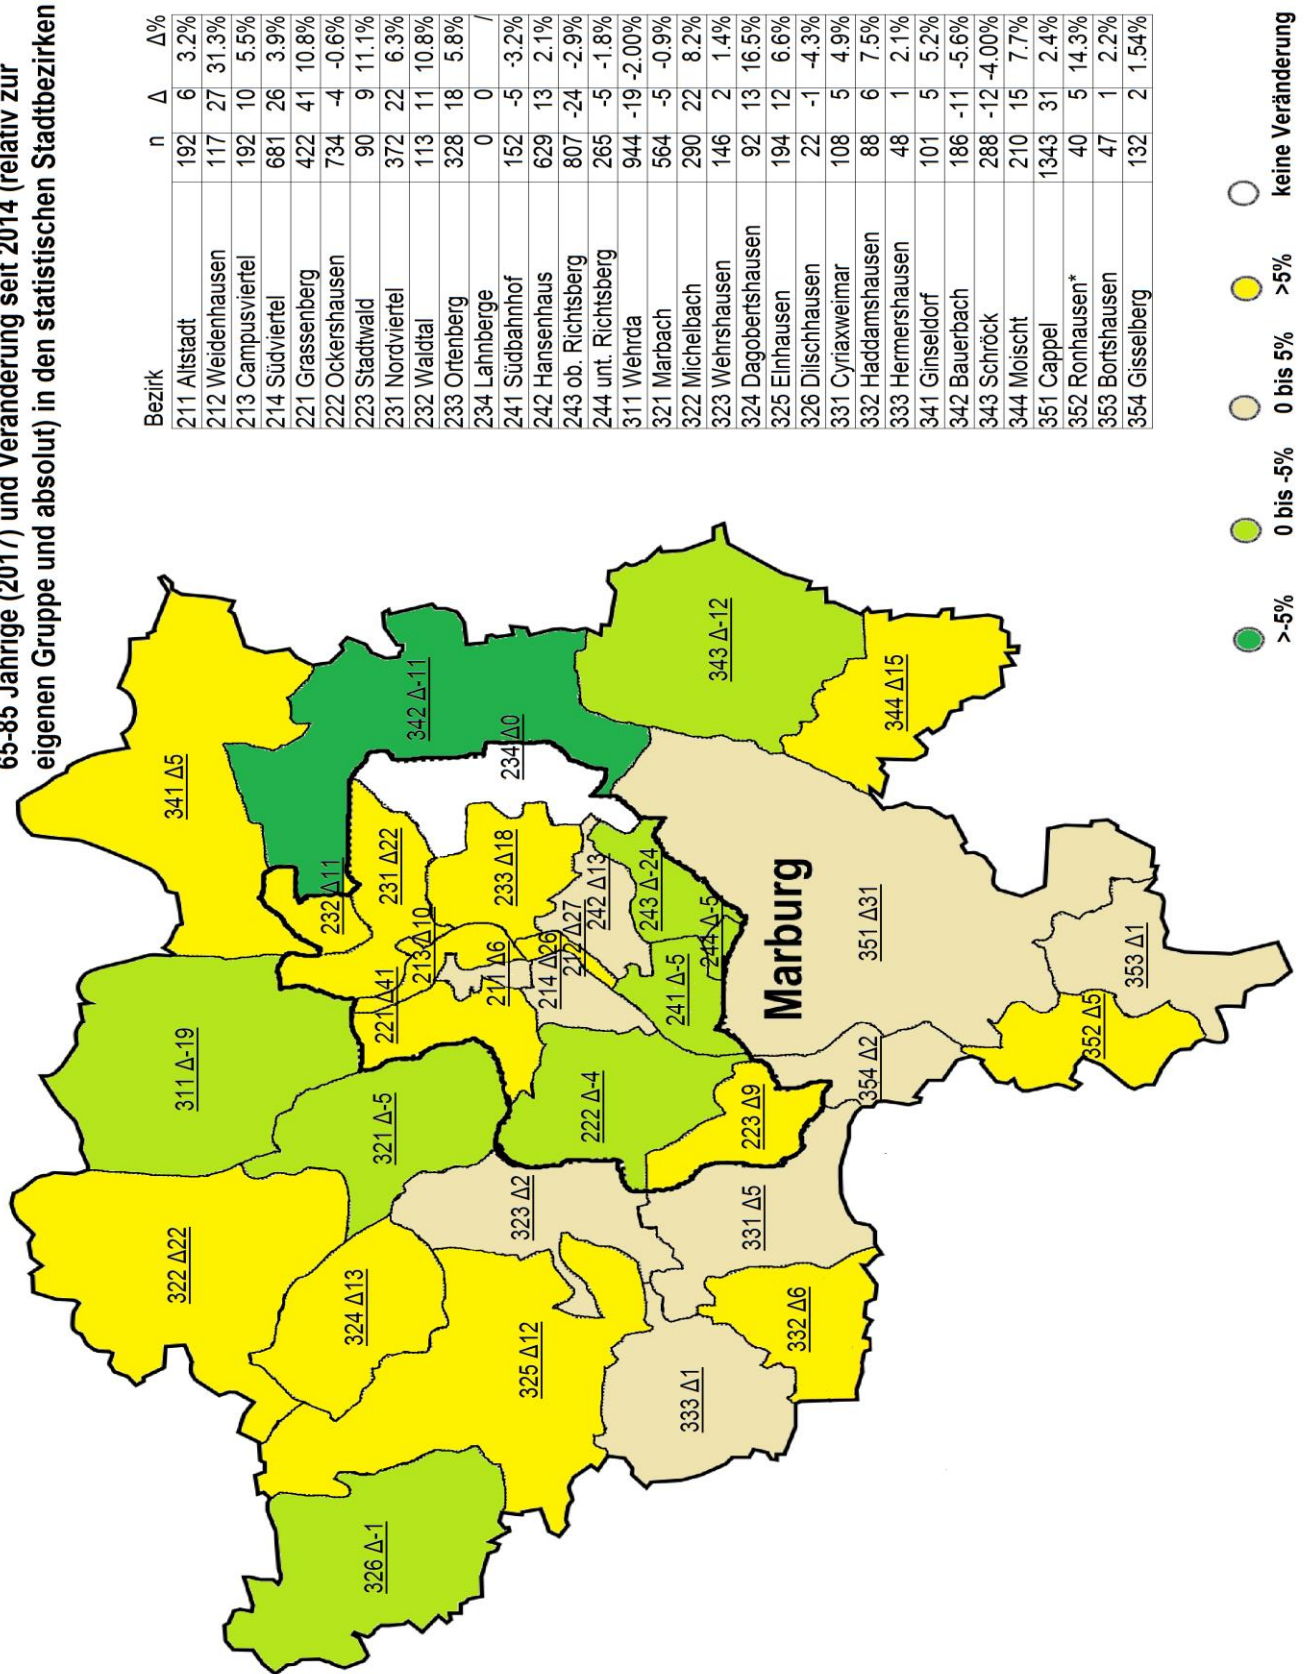 65-85 Jährige (2017) und Veränderung seit 2014 (relativ zur
eigenen Gruppe und absolut) in den statistischen Stadtbezirken
Bezirk n Δ Δ%
211 Altstadt 192 6 3.2%
212 Weidenhausen 117 27 31.3%
213 Campusviertel 192 10 5.5%
214 Südviertel 681 26 3.9%
221 Grassenberg 422 41 10.8%
222 Ockershausen 734 -4 -0.6%
223 Stadtwald 90 9 11.1%
231 Nordviertel 372 22 6.3%
232 Waldtal 113 11 10.8%
233 Ortenberg 328 18 5.8%
234 Lahnberge 0 0 /
241 Südbahnhof 152 -5 -3.2%
242 Hansenhaus 629 13 2.1%
243 ob. Richtsberg 807 -24 -2.9%
244 unt. Richtsberg 265 -5 -1.8%
311 Wehrda 944 -19 -2.00%
321 Marbach 564 -5 -0.9%
322 Michelbach 290 22 8.2%
323 Wehrshausen 146 2 1.4%
324 Dagobertshausen 92 13 16.5%
325 Elnhausen 194 12 6.6%
326 Dilschhausen 22 -1 -4.3%
331 Cyriaxweimar 108 5 4.9%
332 Haddamshausen 88 6 7.5%
333 Hermershausen 48 1 2.1%
341 Ginseldorf 101 5 5.2%
342 Bauerbach 186 -11 -5.6%
343 Schröck 288 -12 -4.00%
344 Moischt 210 15 7.7%
351 Cappel 1343 31 2.4%
352 Ronhausen* 40 5 14.3%
353 Bortshausen 47 1 2.2%
354 Gisselberg 132 2 1.54%
341 Δ5
342 Δ-11
234 Δ0
343 Δ-12
344 Δ15
232 Δ11
231 Δ22
233 Δ18
242 Δ13
243 Δ-24
244 Δ-5
213 Δ10
212 Δ27
221 Δ41
211 Δ6
214 Δ26
241 Δ-5
Marburg
351 Δ31
353 Δ1
352 Δ5
354 Δ2
311 Δ-19
321 Δ-5
222 Δ-4
223 Δ9
322 Δ22
323 Δ2
331 Δ5
324 Δ13
325 Δ12
332 Δ6
333 Δ1
326 Δ-1
>-5%
0 bis -5%
0 bis 5%
>5%
keine Veränderung